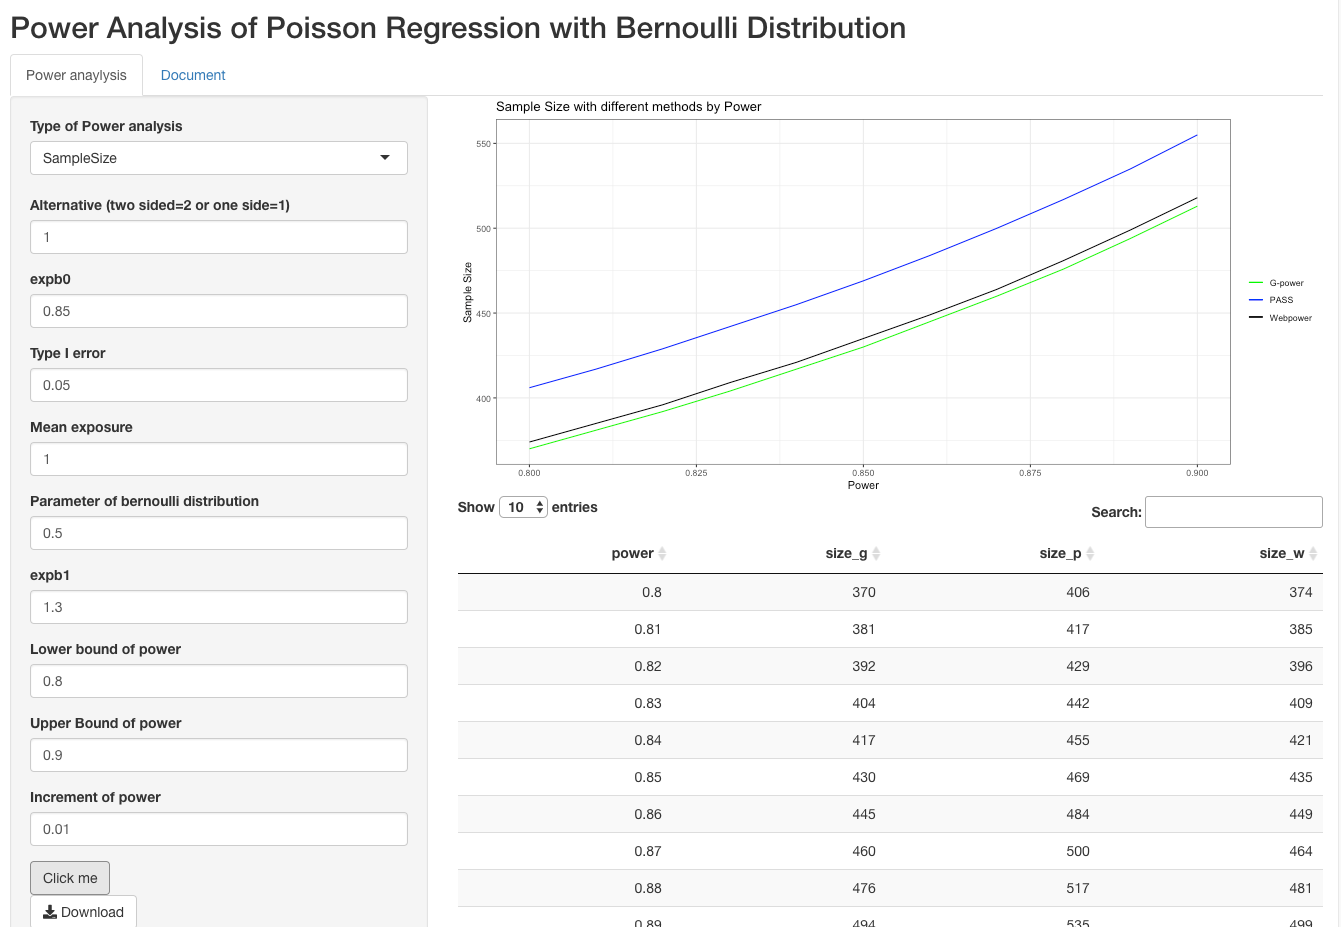 Power Analysis of Poisson Regression with Bernoulli Distribution
Power anaylysis
Document
Type of Power analysis
SampleSize
Alternative (two sided=2 or one side=1)
1
expb0
0.85
Type I error
0.05
Mean exposure
1
Parameter of bernoulli distribution
0.5
expb1
1.3
Lower bound of power
0.8
Upper Bound of power
0.9
Increment of power
0.01
Click me
Download
Sample Size with different methods by Power
Sample Size
550
500
450
400
0.800 0.825 0.850 0.875 0.900
Power
G-power
PASS
Webpower
Show 10 entries
Search:
power size_g size_p size_w
0.8 370 406 374
0.81 381 417 385
0.82 392 429 396
0.83 404 442 409
0.84 417 455 421
0.85 430 469 435
0.86 445 484 449
0.87 460 500 464
0.88 476 517 481
0.89 494 535 499